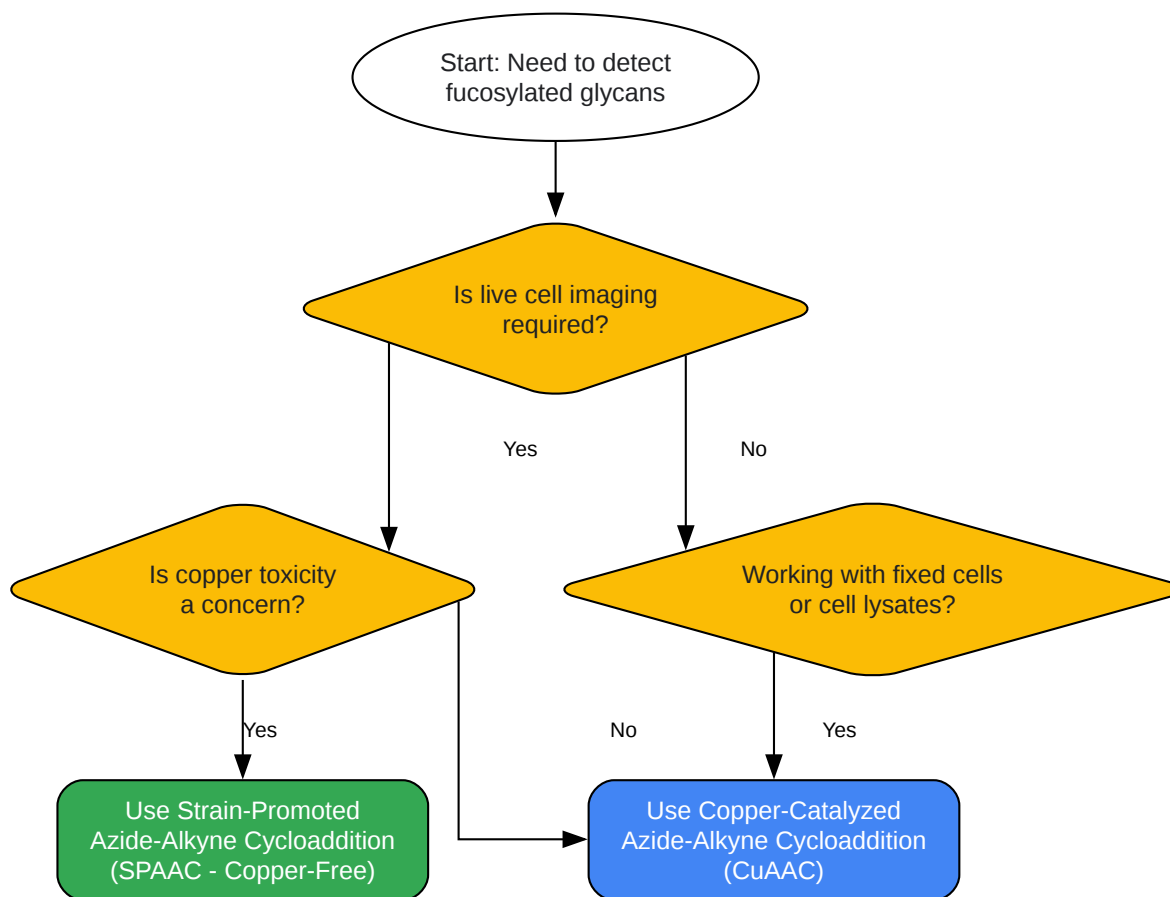 Start: Need to detect
fucosylated glycans
Is live cell imaging
required?
Yes
No
Is copper toxicity
a concern?
Working with fixed cells
or cell lysates?
Yes
No
Yes
Use Strain-Promoted
Azide-Alkyne Cycloaddition
(SPAAC - Copper-Free)
Use Copper-Catalyzed
Azide-Alkyne Cycloaddition
(CuAAC)